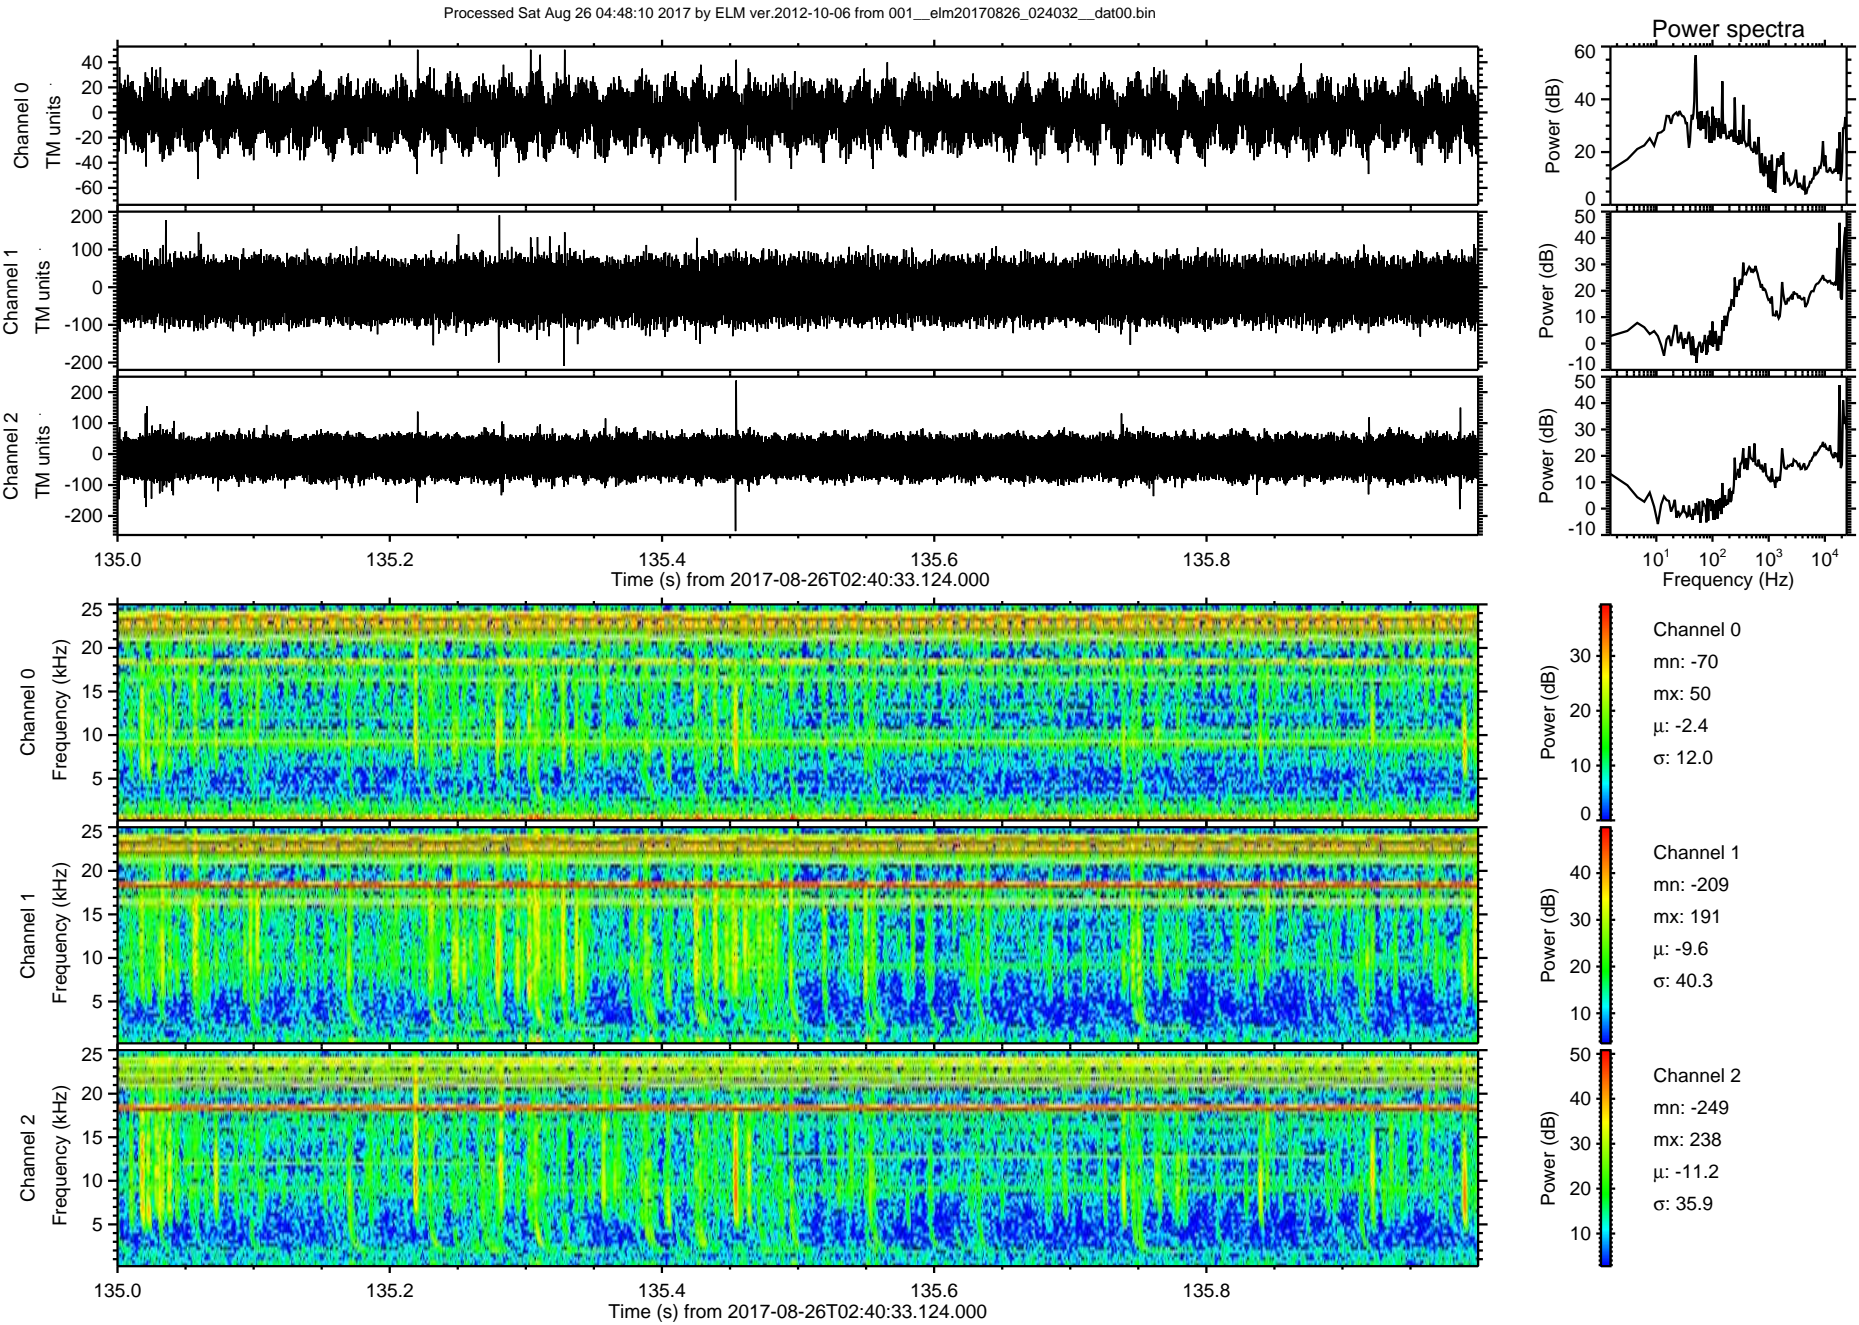 Processed Sat Aug 26 04:48:10 2017 by ELM ver.2012-10-06 from 001__elm20170826_024032__dat00.bin
Power spectra
Channel 0
TM units
40
20
0
-20
-40
-60
Power (dB)
60
40
20
0
Channel 1
TM units
200
100
0
-100
-200
Power (dB)
50
40
30
20
10
0
-10
Channel 2
TM units
200
100
0
-100
-200
Power (dB)
50
40
30
20
10
0
-10
135.0 135.2 135.4 135.6 135.8
Time (s) from 2017-08-26T02:40:33.124.000
10^1 10^2 10^3 10^4
Frequency (Hz)
Channel 0
Frequency (kHz)
25
20
15
10
5
Power (dB)
30
20
10
0
Channel 0
mn: -70
mx: 50
μ: -2.4
σ: 12.0
Channel 1
Frequency (kHz)
25
20
15
10
5
Power (dB)
40
30
20
10
Channel 1
mn: -209
mx: 191
μ: -9.6
σ: 40.3
Channel 2
Frequency (kHz)
25
20
15
10
5
Power (dB)
50
40
30
20
10
Channel 2
mn: -249
mx: 238
μ: -11.2
σ: 35.9
135.0 135.2 135.4 135.6 135.8
Time (s) from 2017-08-26T02:40:33.124.000